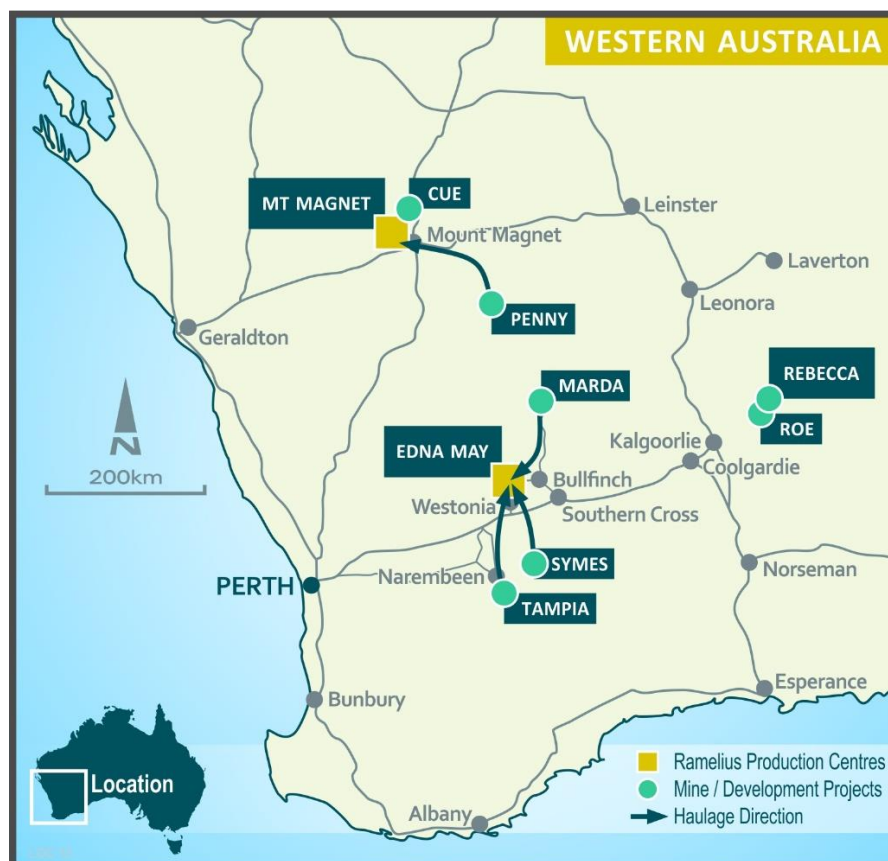 WESTERN AUSTRALIA
CUE
MT MAGNET
Mount Magnet
Leinster
Laverton
Leonora
PENNY
Geraldton
MARDA
REBECCA
ROE
EDNA MAY
Kalgoorlie
Coolgardie
Bullfinch
Westonia
Southern Cross
N
200km
SYMES
Norseman
Narembeen
PERTH
TAMPIA
Esperance
Bunbury
Location
Albany
Ramelius Production Centres
Mine / Development Projects
Haulage Direction